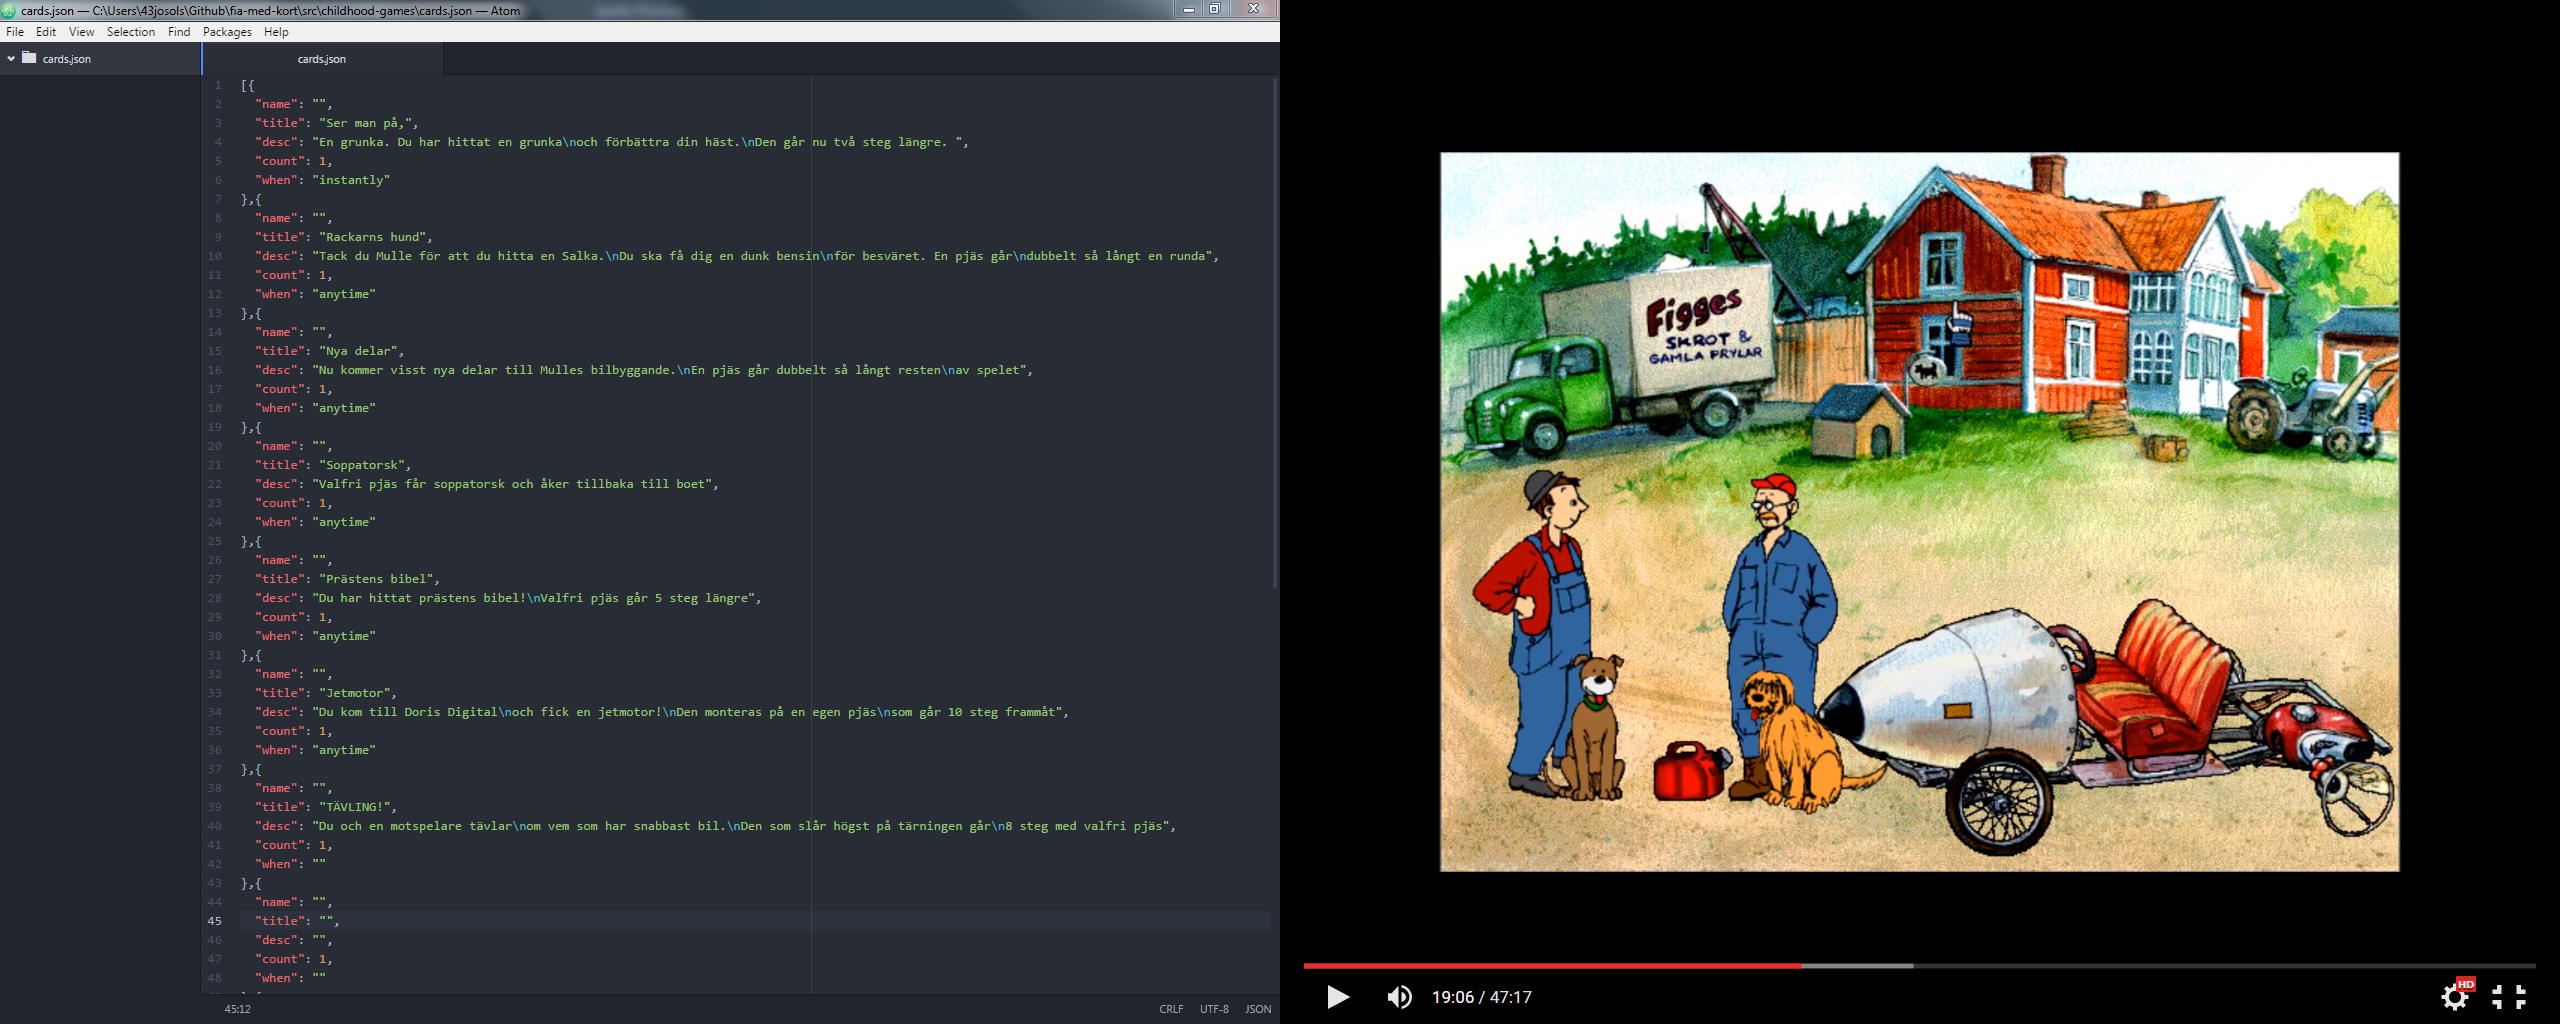 cards.json — C:\Users\43josols\Github\fia-med-kort\src\childhood-games\cards.json — Atom
File Edit View Selection Find Packages Help
cards.json
cards.json
1 [{
2 "name": "",
3 "title": "Ser man på,",
4 "desc": "En grunka. Du har hittat en grunka\noch förbättra din häst.\nDen går nu två steg längre. ",
5 "count": 1,
6 "when": "instantly"
7 },{
8 "name": "",
9 "title": "Rackarns hund",
10 "desc": "Tack du Mulle för att du hitta en Salka.\nDu ska få dig en dunk bensin\nför besväret. En pjäs går\ndubbelt så långt en runda",
11 "count": 1,
12 "when": "anytime"
13 },{
14 "name": "",
15 "title": "Nya delar",
16 "desc": "Nu kommer visst nya delar till Mulles bilbyggande.\nEn pjäs går dubbelt så långt resten\nav spelet",
17 "count": 1,
18 "when": "anytime"
19 },{
20 "name": "",
21 "title": "Soppatorsk",
22 "desc": "Valfri pjäs får soppatorsk och åker tillbaka till boet",
23 "count": 1,
24 "when": "anytime"
25 },{
26 "name": "",
27 "title": "Prästens bibel",
28 "desc": "Du har hittat prästens bibel!\nValfri pjäs går 5 steg längre",
29 "count": 1,
30 "when": "anytime"
31 },{
32 "name": "",
33 "title": "Jetmotor",
34 "desc": "Du kom till Doris Digital\noch fick en jetmotor!\nDen monteras på en egen pjäs\nsom går 10 steg frammåt",
35 "count": 1,
36 "when": "anytime"
37 },{
38 "name": "",
39 "title": "TÄVLING!",
40 "desc": "Du och en motspelare tävlar\nom vem som har snabbast bil.\nDen som slår högst på tärningen går\n8 steg med valfri pjäs",
41 "count": 1,
42 "when": ""
43 },{
44 "name": "",
45 "title": "",
46 "desc": "",
47 "count": 1,
48 "when": ""
45:12 CRLF UTF-8 JSON
Figges
SKROT &
GAMLA PRYLAR
19:06 / 47:17
HD